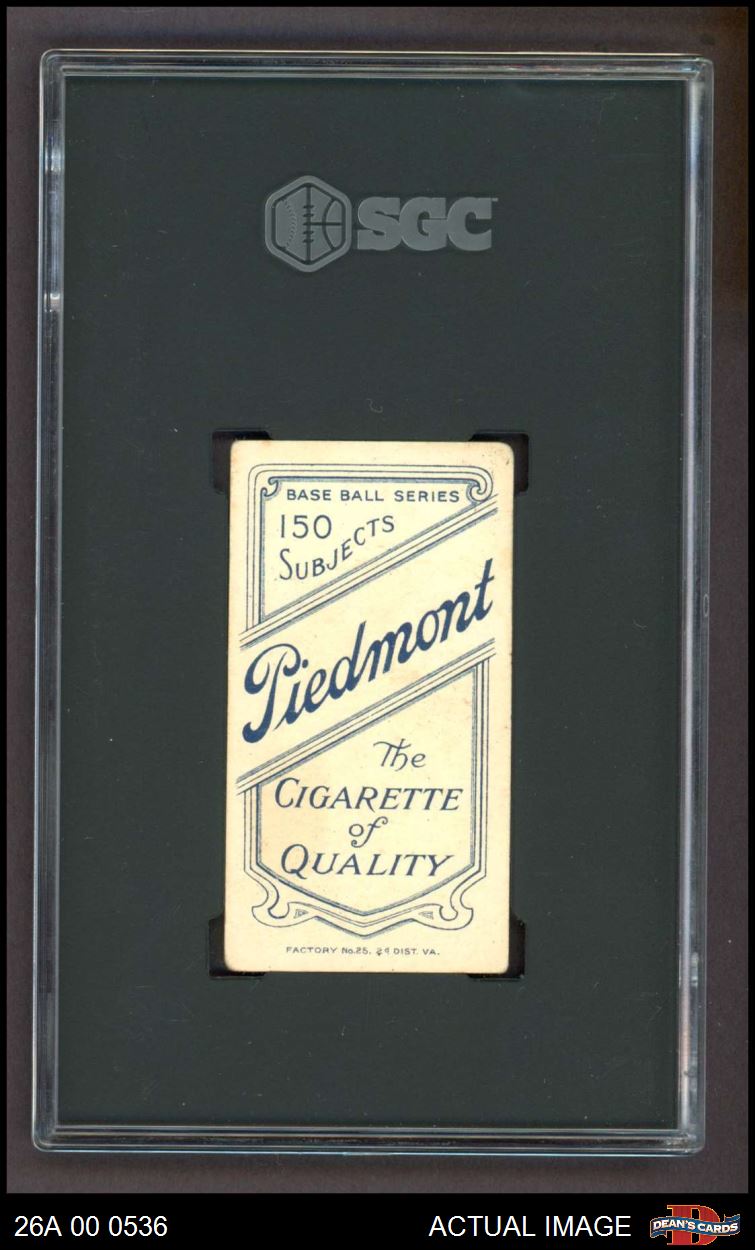 SGC
BASE BALL SERIES
150
SUBJECTS
Piedmont
The
CIGARETTE
of
QUALITY
FACTORY No. 25. 2d DIST. VA.
26A 00 0536
ACTUAL IMAGE
DEAN'S CARDS